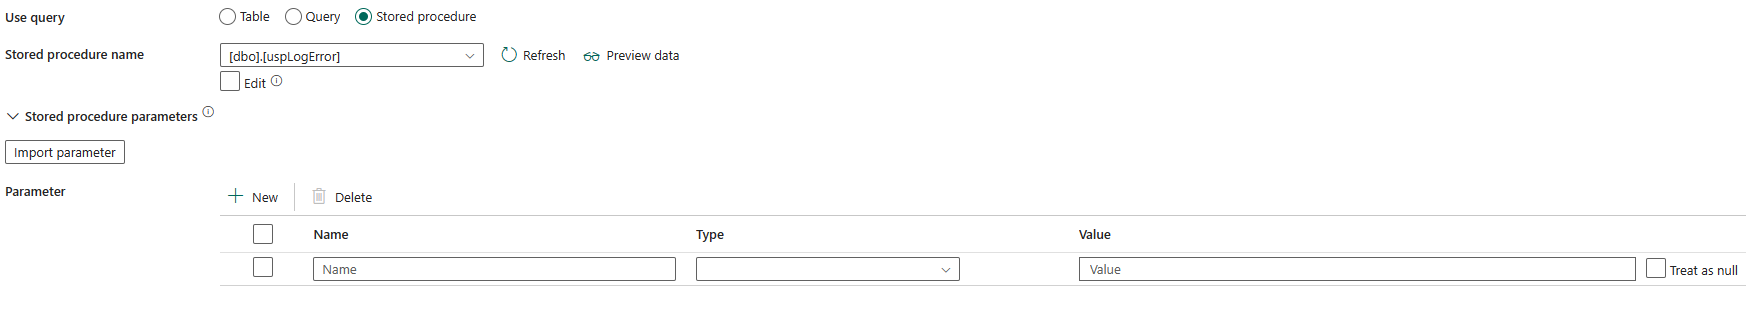 Use query Table Query Stored procedure
Stored procedure name [dbo].[uspLogError] Refresh Preview data
Edit
Stored procedure parameters
Import parameter
Parameter New Delete
Name Type Value
Name Value Treat as null